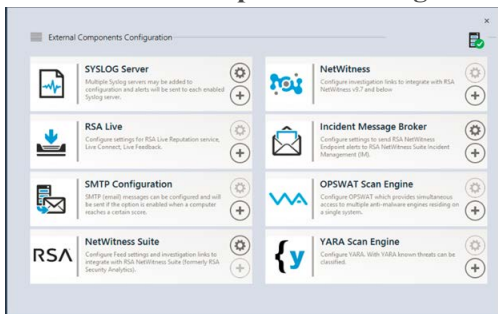 External Components Configuration
SYSLOG Server
Multiple Syslog servers may be added to
configuration and alerts will be sent to each enabled
Syslog server.
NetWitness
Configure investigation links to integrate with RSA
NetWitness v9.7 and below
RSA Live
Configure settings for RSA Live Reputation service,
Live Connect, Live Feedback.
Incident Message Broker
Configure settings to send RSA NetWitness
Endpoint alerts to RSA NetWitness Suite Incident
Management (IM).
SMTP Configuration
SMTP (email) messages can be configured and will
be sent if the option is enabled when a computer
reaches a certain score.
OPSWAT Scan Engine
Configure OPSWAT which provides simultaneous
access to multiple anti-malware engines residing on
a single system.
RSA
NetWitness Suite
Configure Feed settings and investigation links to
integrate with RSA NetWitness Suite (formerly RSA
Security Analytics).
{y
YARA Scan Engine
Configure YARA. With YARA known threats can be
classified.